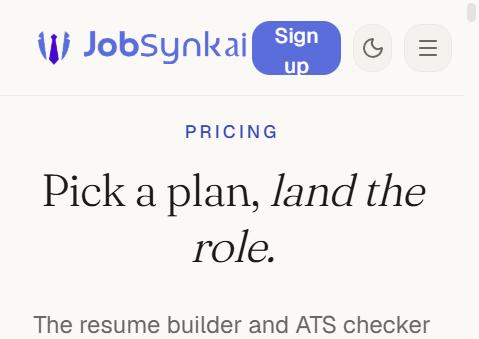 JobSynkai
Sign
up
PRICING
Pick a plan, land the
role.
The resume builder and ATS checker